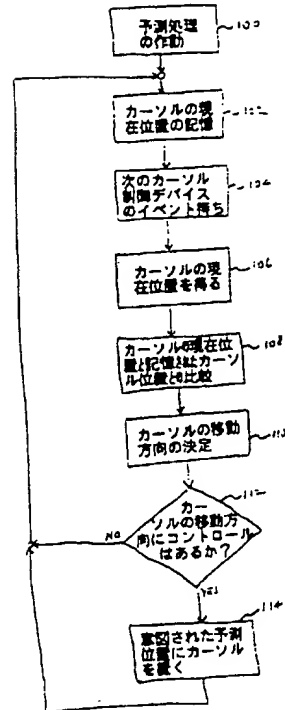 予測処理
の作動
100
カーソルの現
在位置の記憶
102
次のカーソル
制御デバイス
のイベント待ち
104
カーソルの現
在位置を得る
106
カーソルの現在位
置と記憶されたカーソ
ル位置との比較
108
カーソルの移動
方向の決定
110
カー
ソルの移動方
向にコントロール
はあるか?
112
NO
YES
意図された予測
位置にカーソル
を置く
114